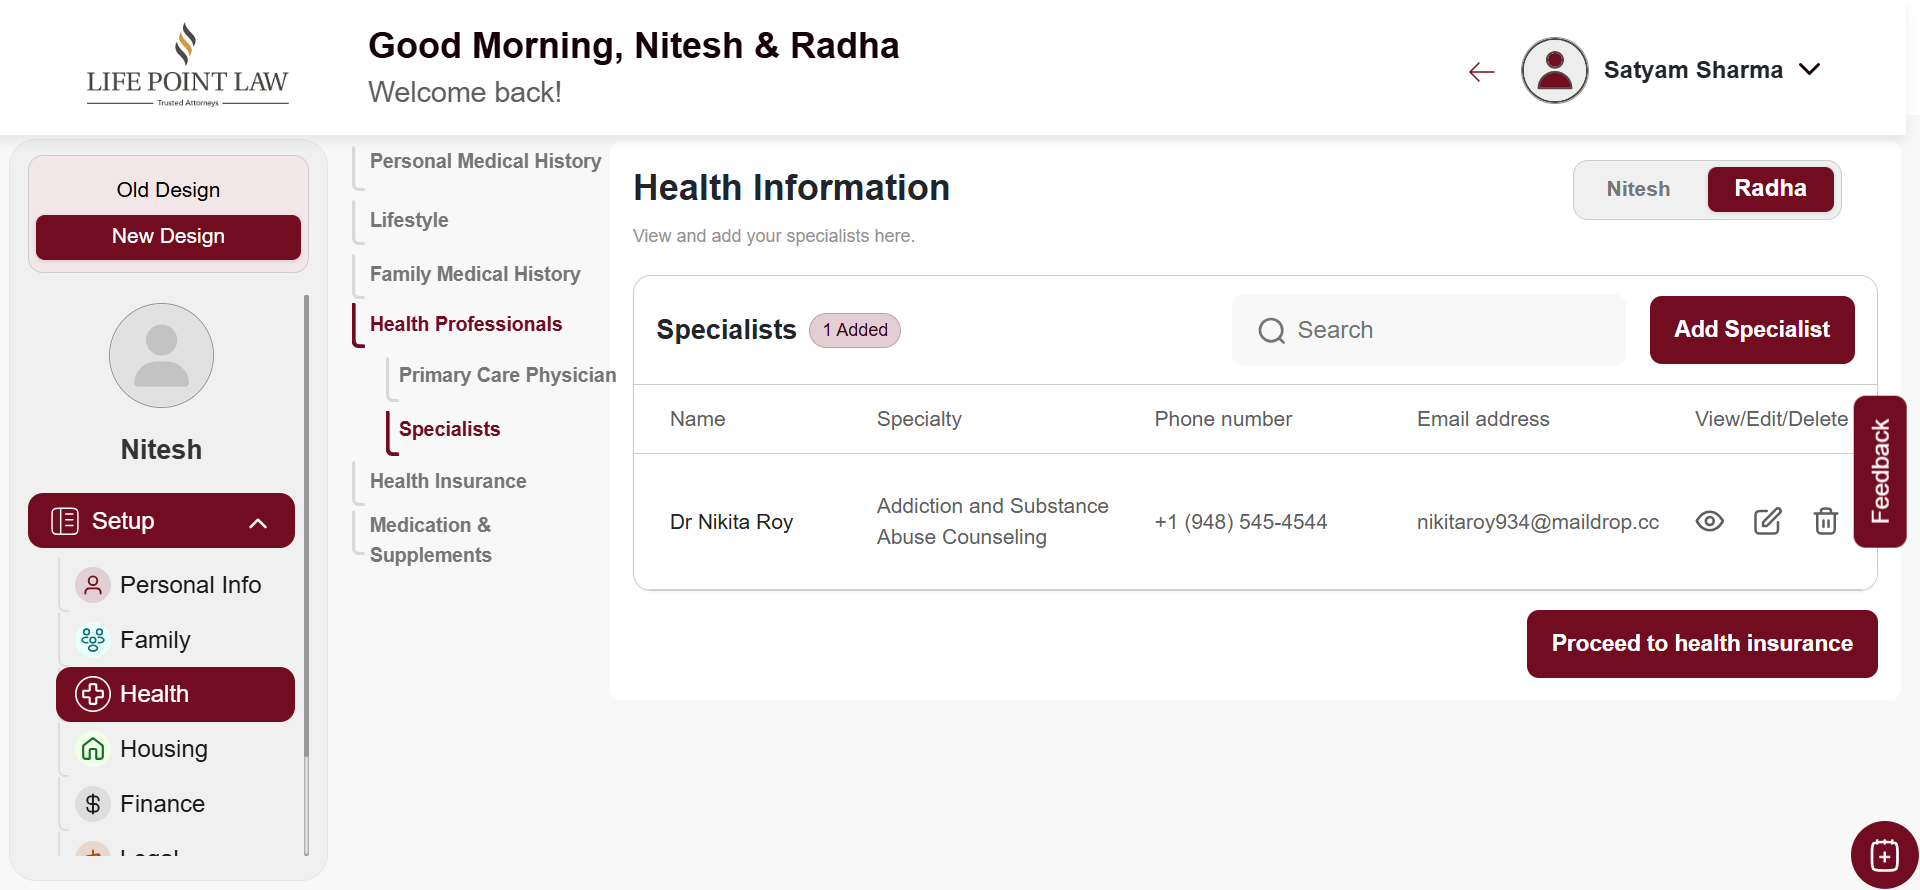 LIFE POINT LAW
Trusted Attorneys
Good Morning, Nitesh & Radha
Welcome back!
Satyam Sharma
Old Design
New Design
Nitesh
Setup
Personal Info
Family
Health
Housing
Finance
Personal Medical History
Lifestyle
Family Medical History
Health Professionals
Primary Care Physician
Specialists
Health Insurance
Medication &
Supplements
Health Information
View and add your specialists here.
Nitesh
Radha
Specialists
1 Added
Search
Add Specialist
Name
Specialty
Phone number
Email address
View/Edit/Delete
Dr Nikita Roy
Addiction and Substance
Abuse Counseling
+1 (948) 545-4544
nikitaroy934@maildrop.cc
Proceed to health insurance
Feedback